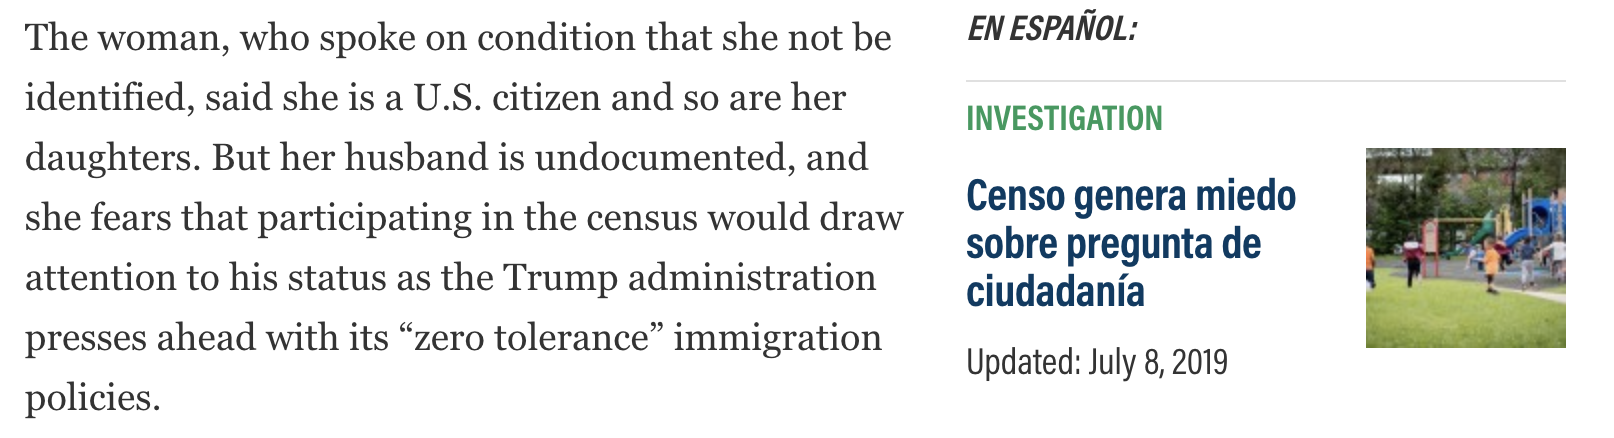 The woman, who spoke on condition that she not be
identified, said she is a U.S. citizen and so are her
daughters. But her husband is undocumented, and
she fears that participating in the census would draw
attention to his status as the Trump administration
presses ahead with its “zero tolerance” immigration
policies.
EN ESPAÑOL:
INVESTIGATION
Censo genera miedo
sobre pregunta de
ciudadanía
Updated: July 8, 2019